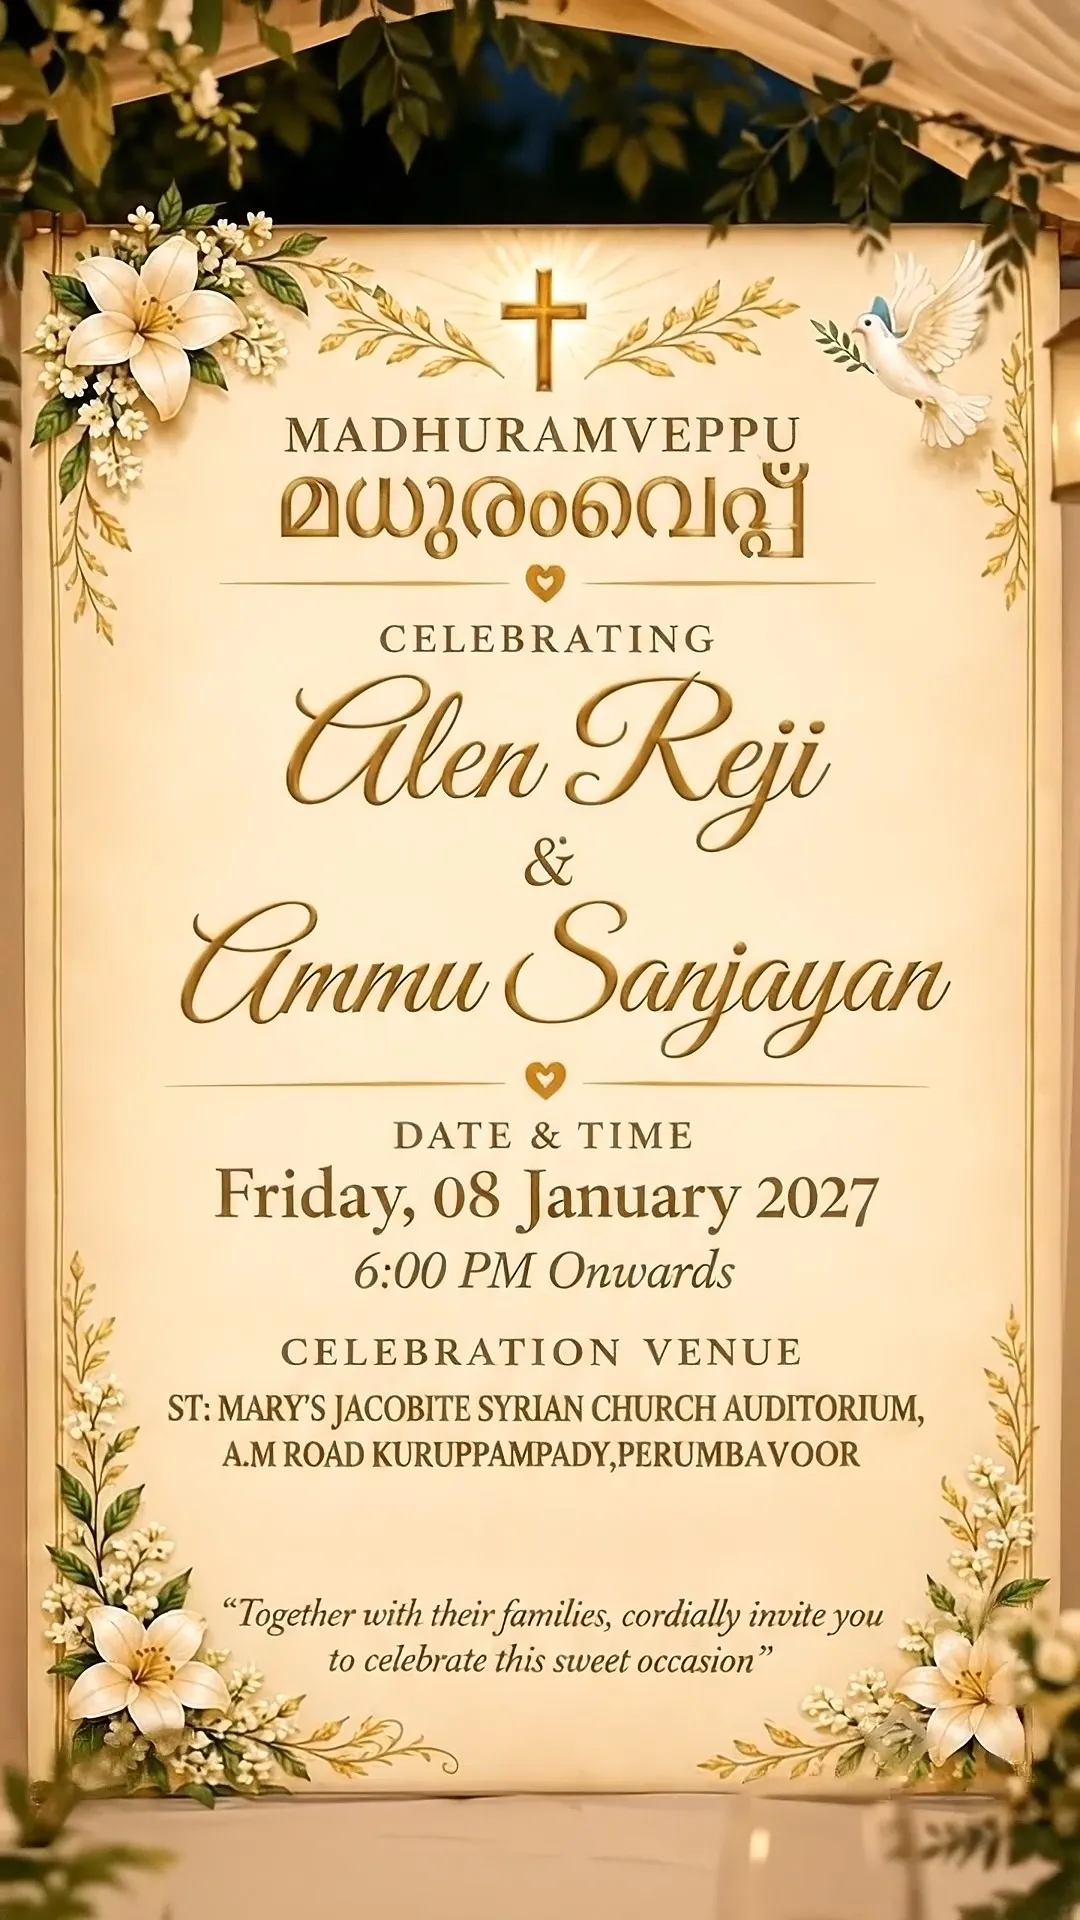 MADHURAMVEPPU
മധുരംവെപ്പ്
CELEBRATING
Alen Reji
&
Ammu Sanjayan
DATE & TIME
Friday, 08 January 2027
6:00 PM Onwards
CELEBRATION VENUE
ST: MARY'S JACOBITE SYRIAN CHURCH AUDITORIUM,
A.M ROAD KURUPPAMPADY,PERUMBAVOOR
“Together with their families, cordially invite you
to celebrate this sweet occasion”